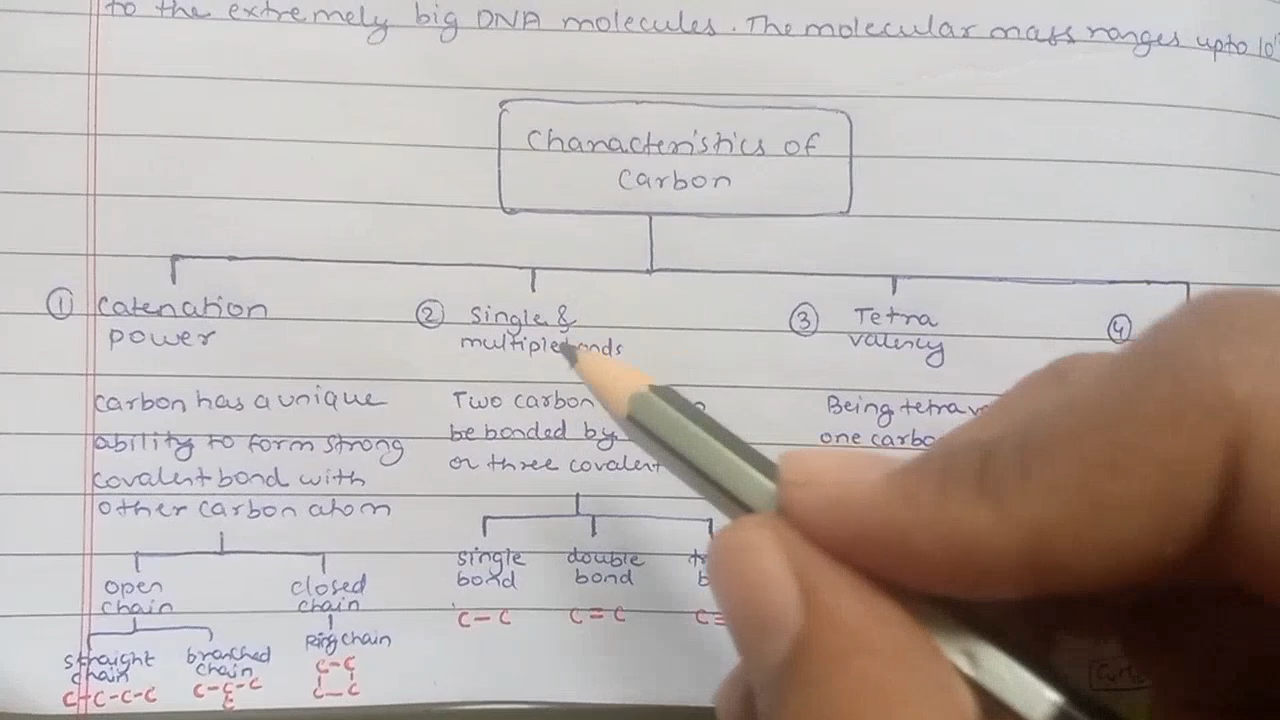 to the extremely big DNA molecules. The molecular mass ranges upto 10
Characteristics of
Carbon
① Catenation
power
② Single &
multiple bonds
③ Tetra
valency
④
Carbon has a unique
ability to form strong
covalent bond with
other carbon atom
Two carbon
be bonded by
or three covalent
Being tetra
one carbo
open
chain
closed
chain
Ring chain
straight
chain
branched
chain
C-C-C-C
C-C-C
C
C-C
C-C
single
bond
double
bond
C-C
C=C
C≡